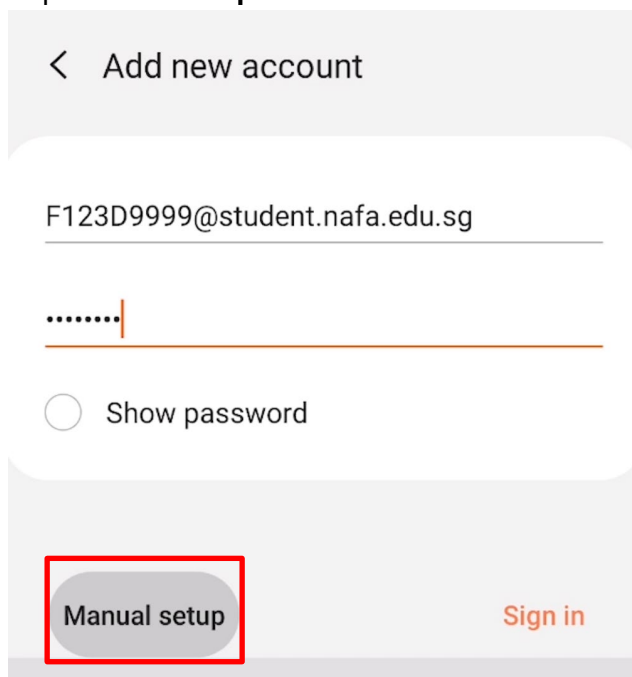 Add new account
F123D9999@student.nafa.edu.sg
••••••••
Show password
Manual setup
Sign in